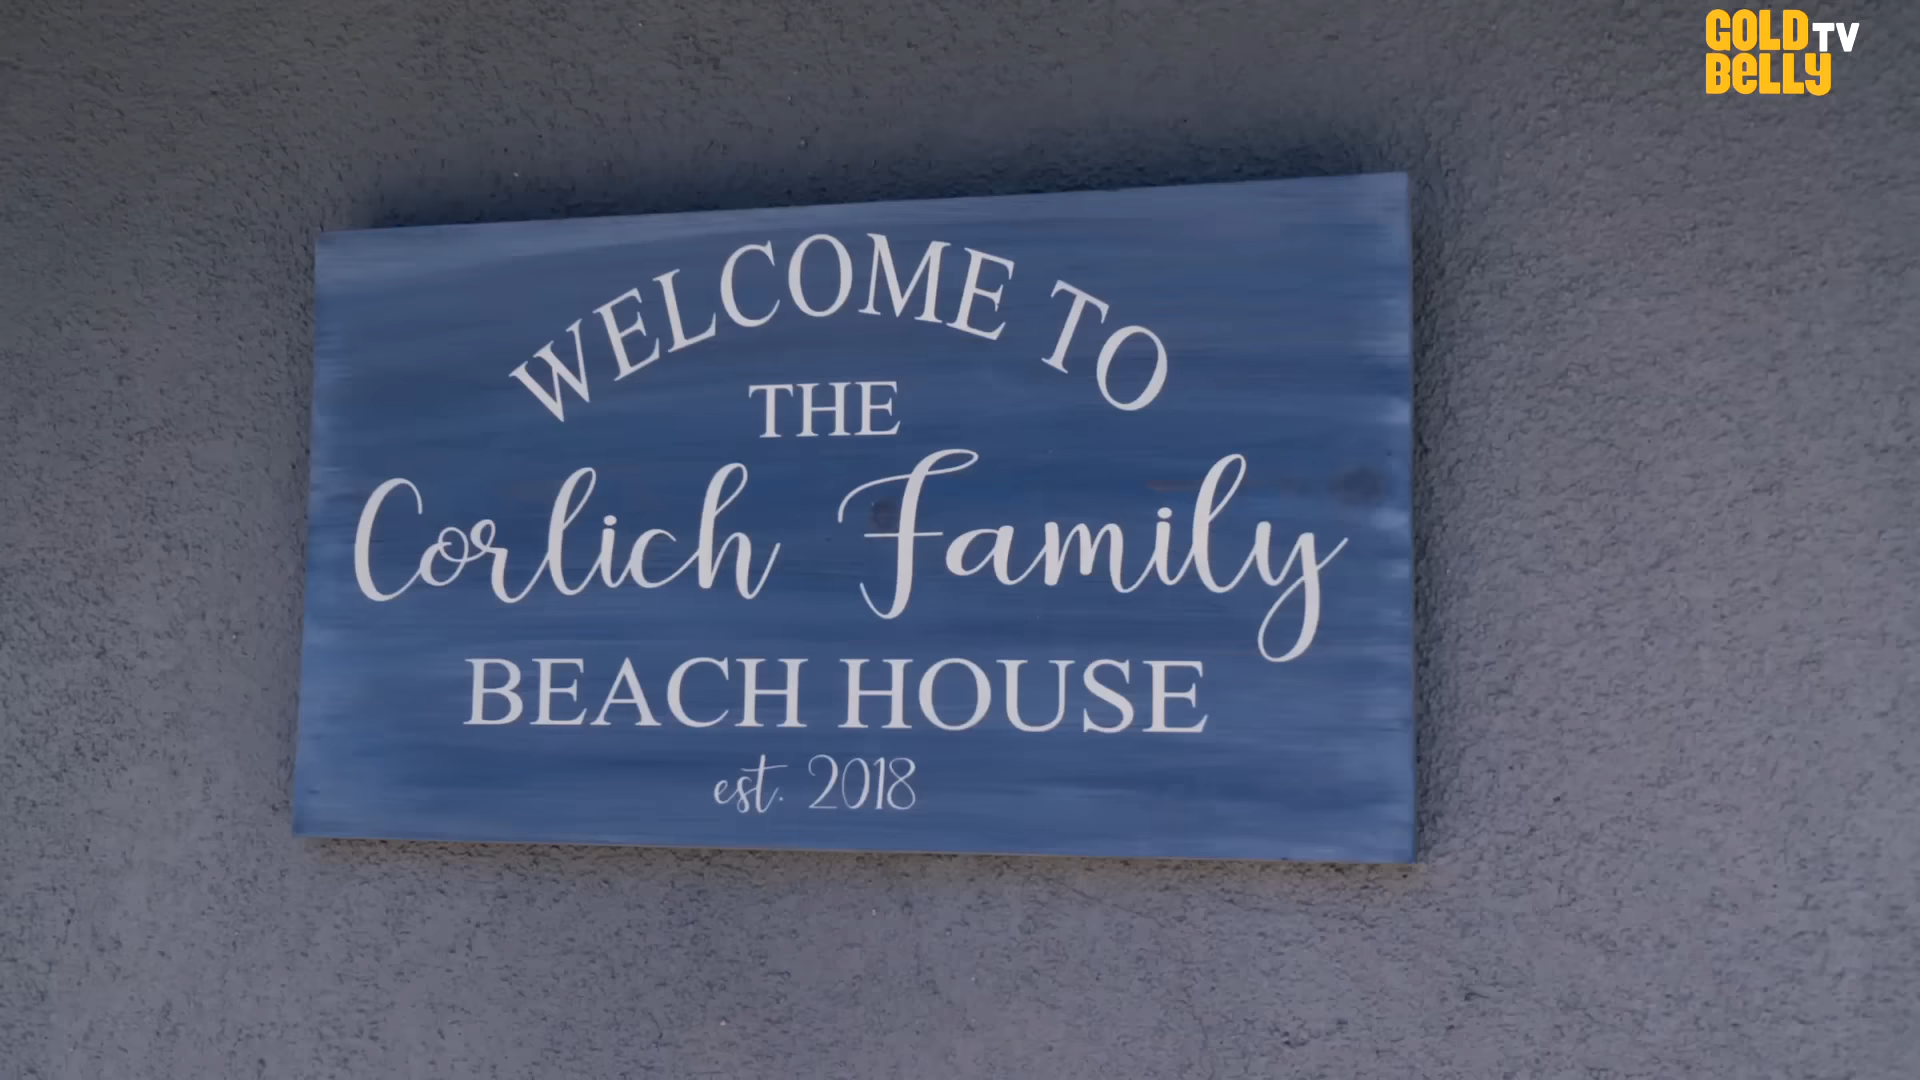 GOLD TV
BELLY
WELCOME TO
THE
Corlich Family
BEACH HOUSE
est. 2018